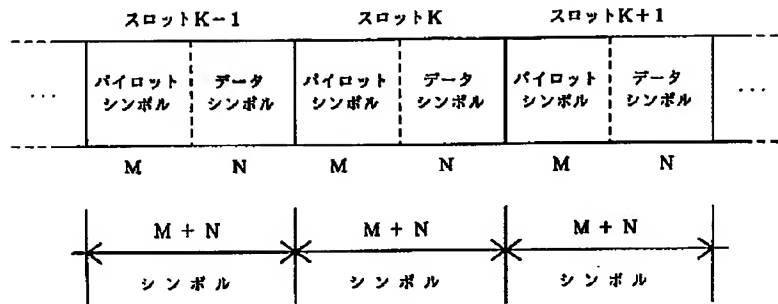 スロットK-1 スロットK スロットK+1
... パイロット データ パイロット データ パイロット データ ...
シンボル シンボル シンボル シンボル シンボル シンボル
M N M N M N
M + N M + N M + N
シンボル シンボル シンボル